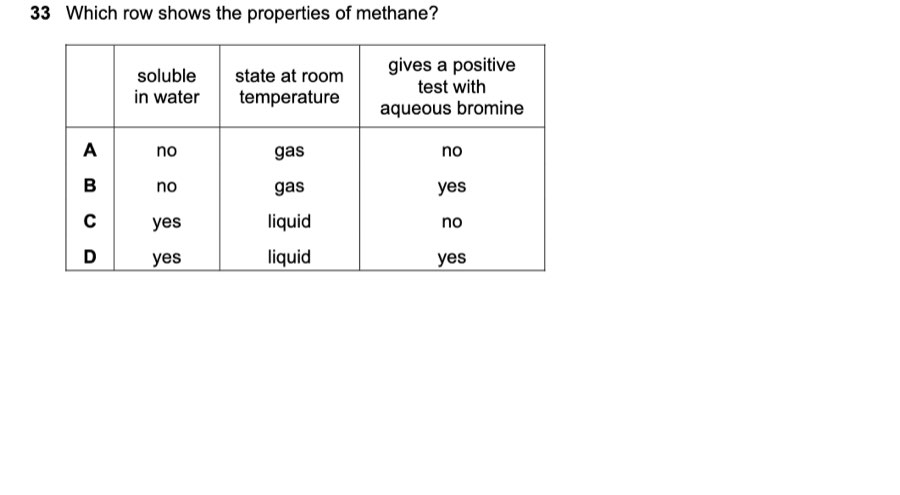 33 Which row shows the properties of methane?
soluble in water state at room temperature gives a positive test with aqueous bromine
A no gas no
B no gas yes
C yes liquid no
D yes liquid yes